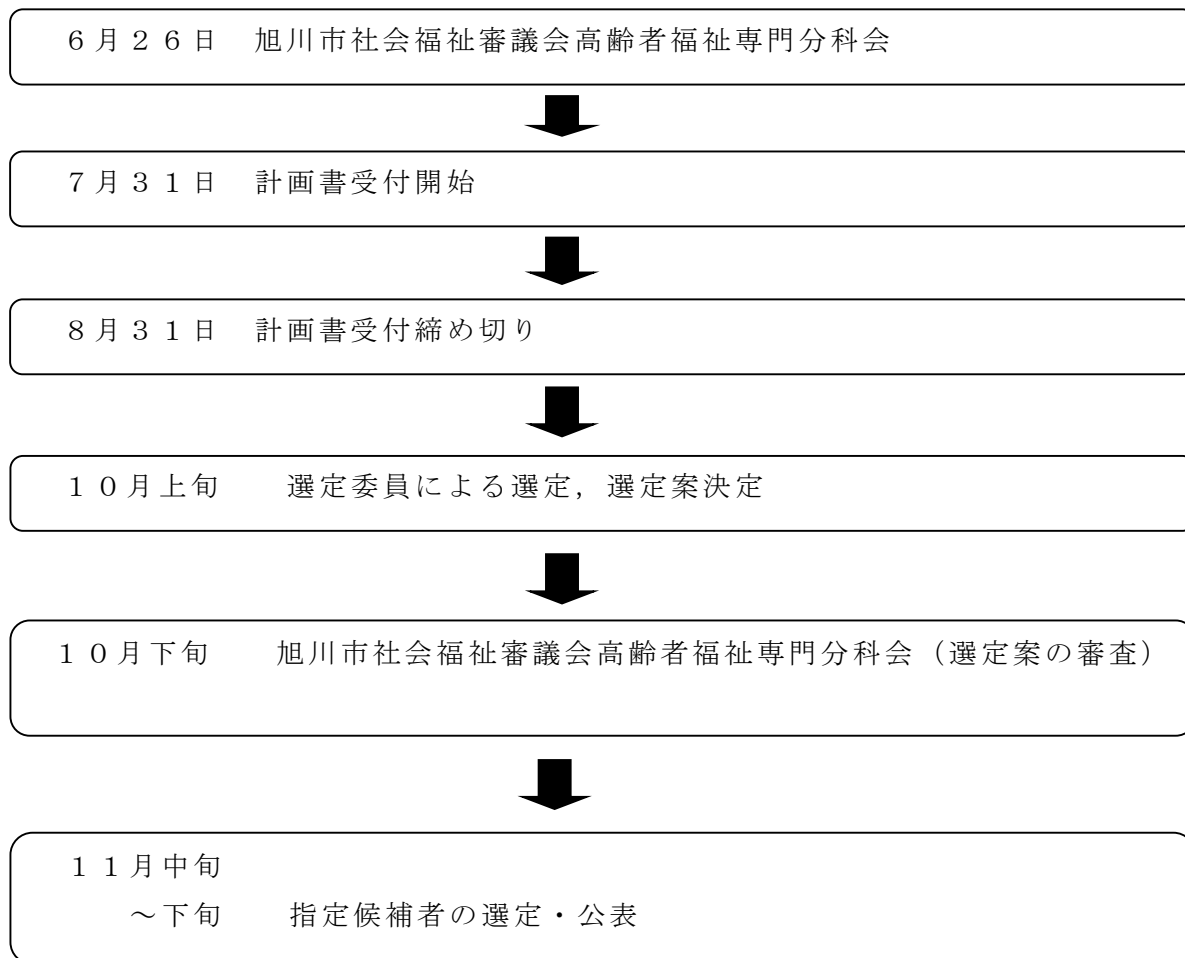 ６月２６日　旭川市社会福祉審議会高齢者福祉専門分科会
７月３１日　計画書受付開始
８月３１日　計画書受付締め切り
１０月上旬　　選定委員による選定，選定案決定
１０月下旬　　旭川市社会福祉審議会高齢者福祉専門分科会（選定案の審査）
１１月中旬
～下旬　　指定候補者の選定・公表